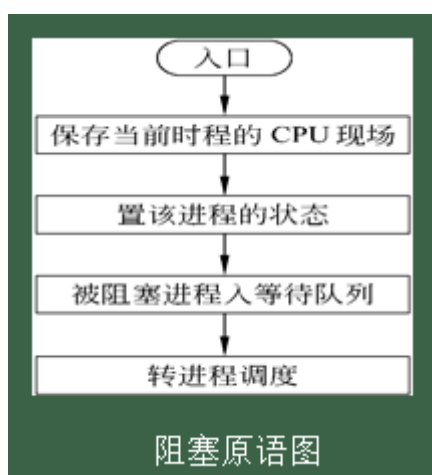 入口
保存当前时程的 CPU 现场
置该进程的状态
被阻塞进程入等待队列
转进程调度
阻塞原语图